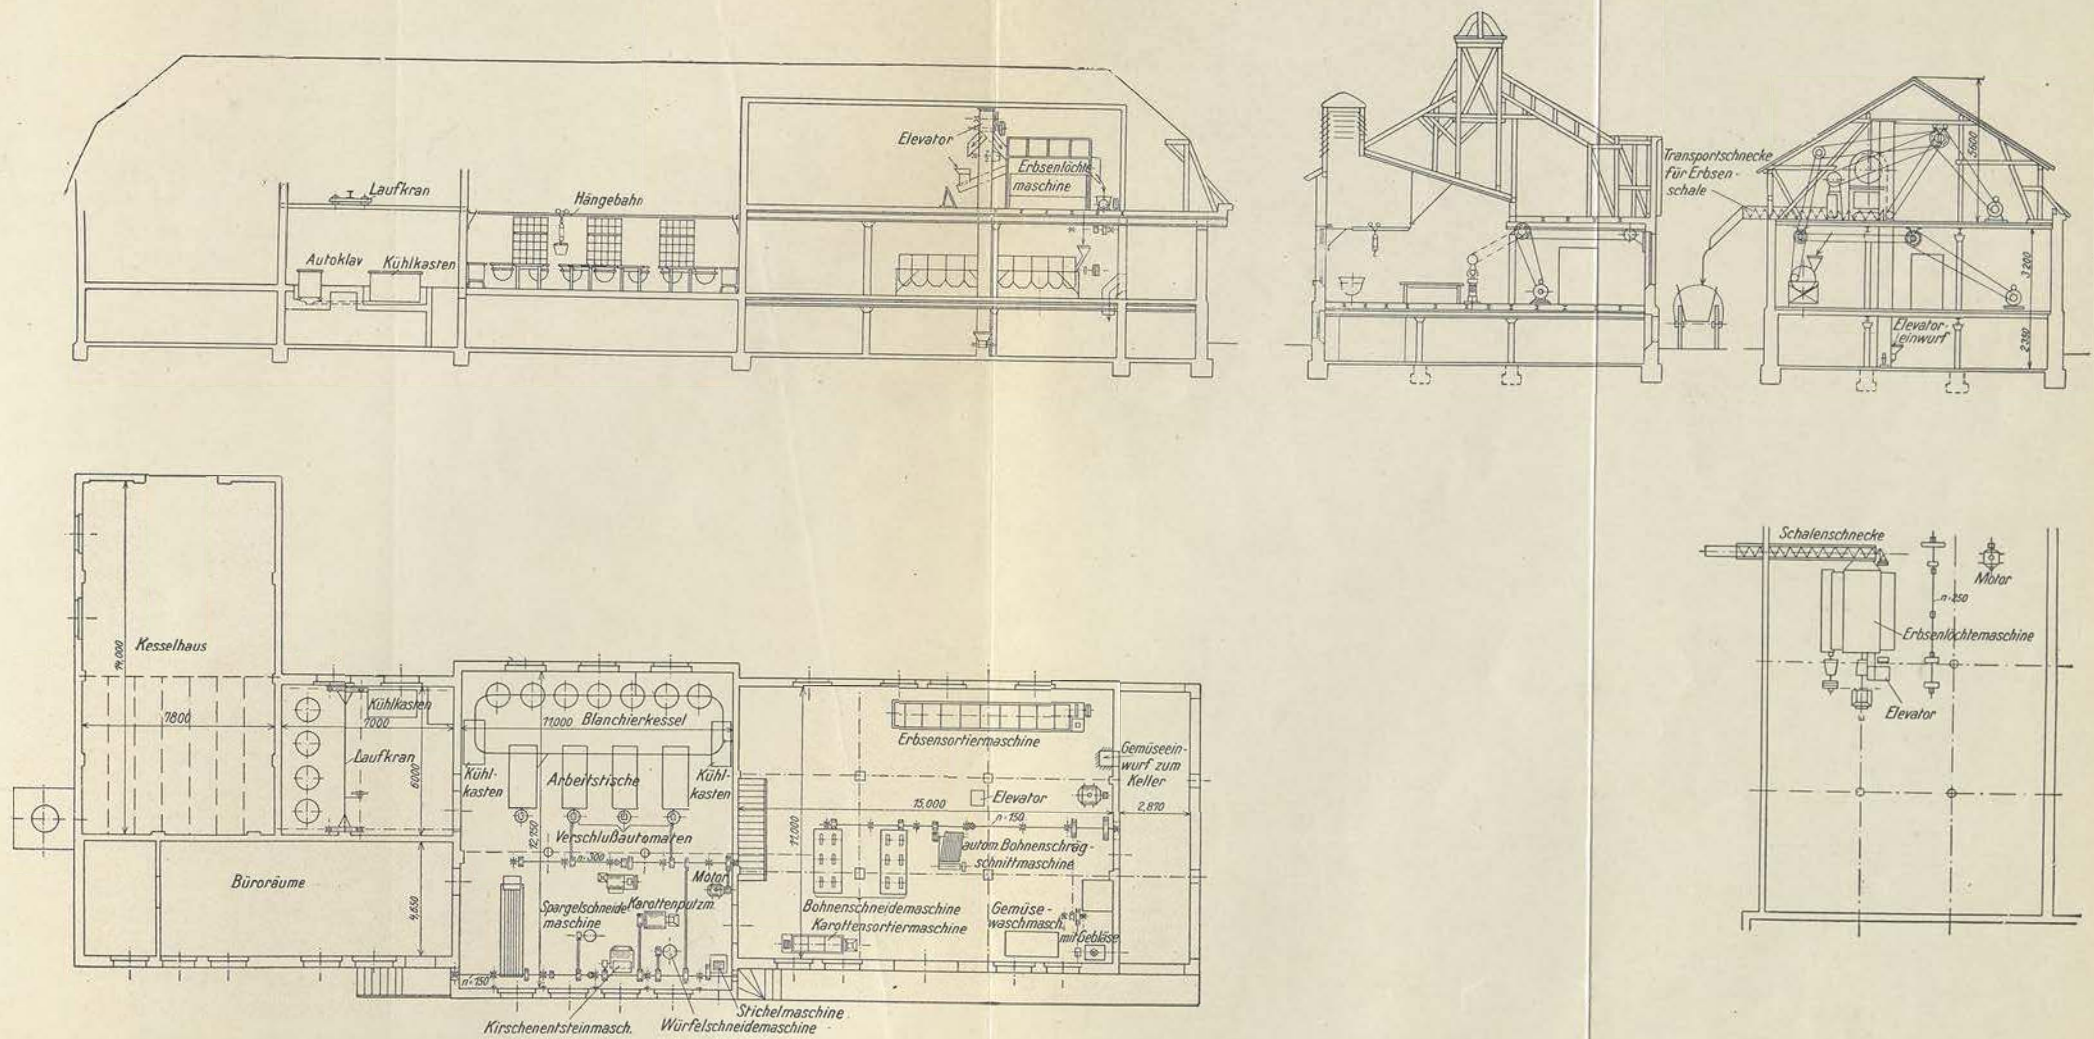 Elevator
Erbsenlöchte
maschine
Laufkran
Hängebahn
Autoklav
Kühlkasten
Transportschnecke
für Erbsen-
schale
5600
3200
Elevator-
einwurf
2350
Kesselhaus
14,000
7800
Kühlkasten
7000
Laufkran
6000
Büroräume
4,650
11,000 Blanchierkessel
Kühl-
kasten
Arbeitstische
Kühl-
kasten
Verschlußautomaten
12,150
n=300
Motor
Spargelschneide
maschine
Karottenputzm.
n=150
Kirschenentsteinmasch.
Würfelschneidemaschine
Stichelmaschine
Erbsensortiermaschine
Gemüseein-
wurf zum
Keller
Elevator
15,000
2,810
11,000
n=150
autom. Bohnenschräg-
schnittmaschine
Bohnenschneidemaschine
Karottensortiermaschine
Gemüse-
waschmasch.
mit Gebläse
Schalenschnecke
Motor
n=250
Erbsenlöchtemaschine
Elevator